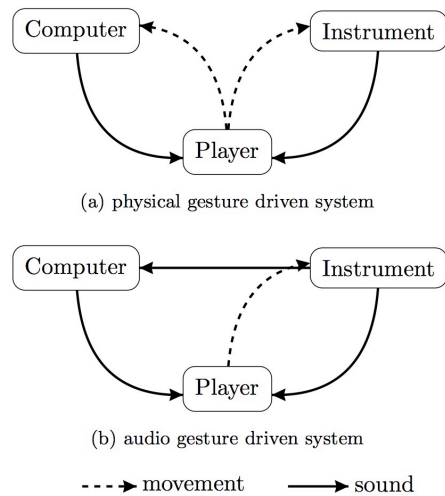 Computer Instrument
Player
(a) physical gesture driven system
Computer Instrument
Player
(b) audio gesture driven system
movement sound